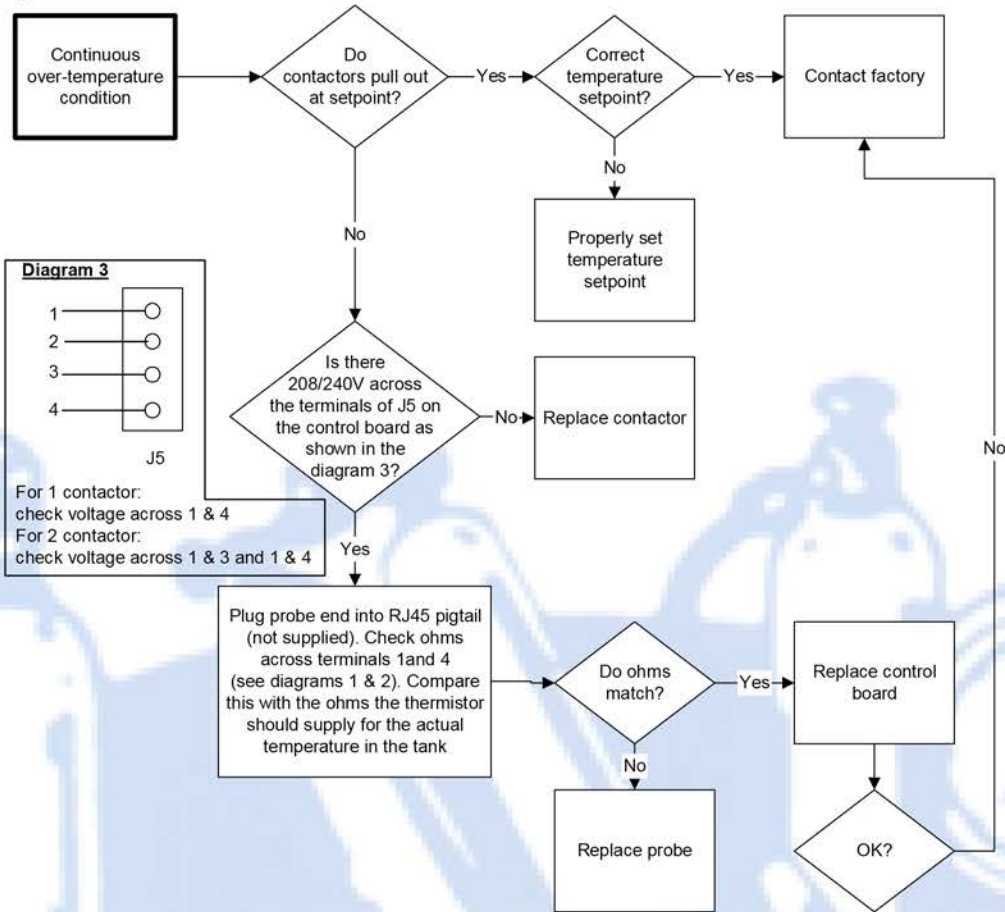 Continuous
over-temperature
condition
Do
contactors pull out
at setpoint?
Yes
Correct
temperature
setpoint?
Yes
Contact factory
No
Properly set
temperature
setpoint
No
Diagram 3
1
2
3
4
J5
For 1 contactor:
check voltage across 1 & 4
For 2 contactor:
check voltage across 1 & 3 and 1 & 4
Is there
208/240V across
the terminals of J5 on
the control board as
shown in the
diagram 3?
No
Replace contactor
Yes
Plug probe end into RJ45 pigtail
(not supplied). Check ohms
across terminals 1and 4
(see diagrams 1 & 2). Compare
this with the ohms the thermistor
should supply for the actual
temperature in the tank
Do ohms
match?
Yes
Replace control
board
No
Replace probe
OK?
No